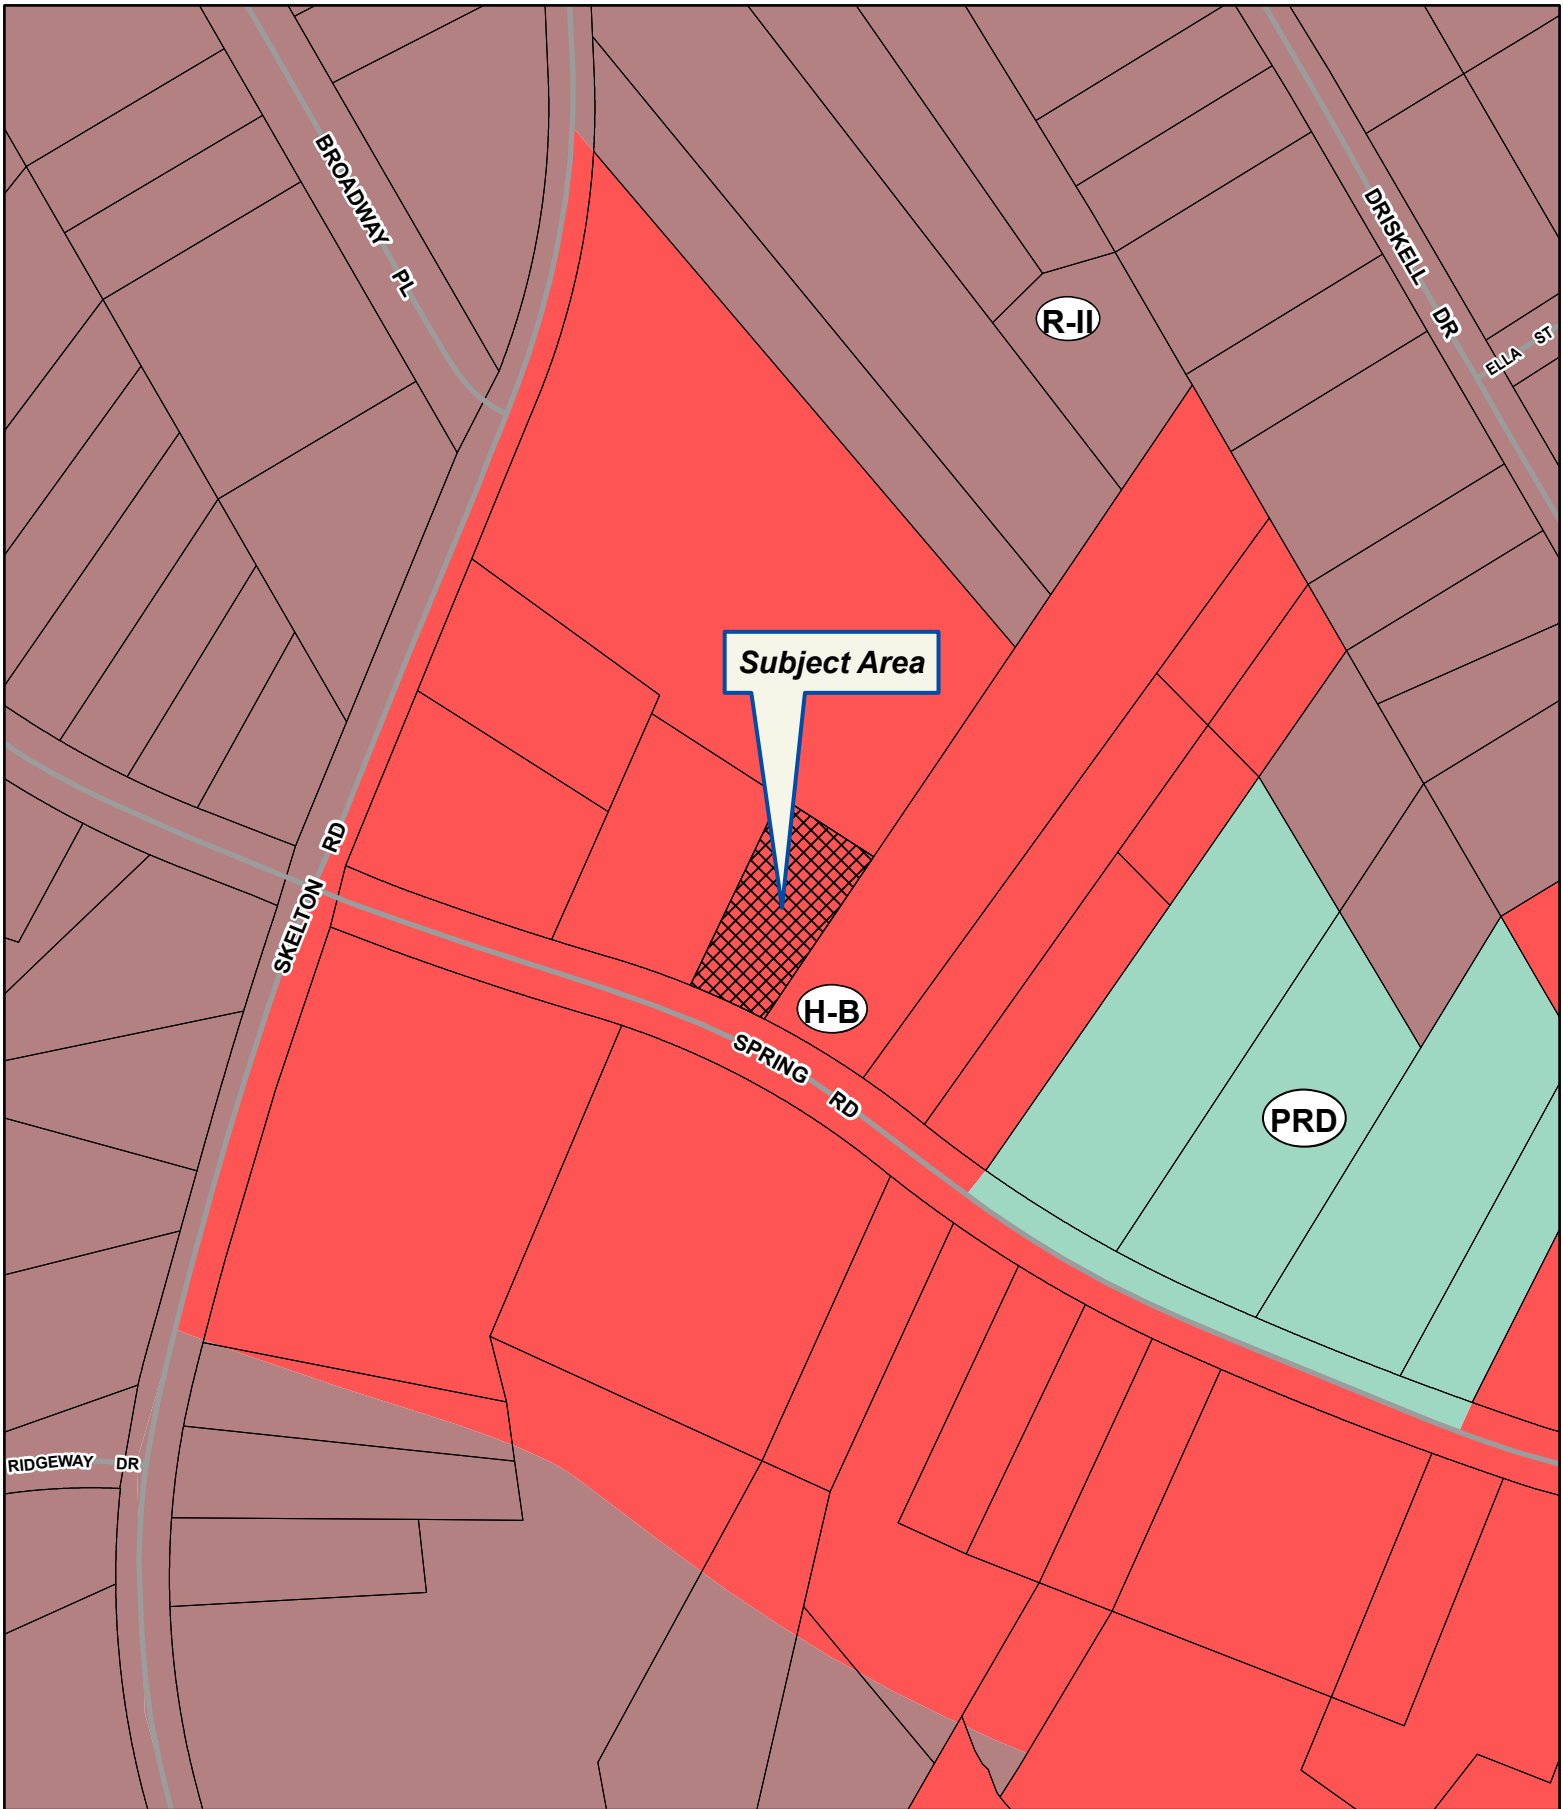 BROADWAY PL
DRISKELL DR
R-II
ELLA ST
Subject Area
SKELTON RD
H-B
SPRING RD
PRD
RIDGEWAY DR